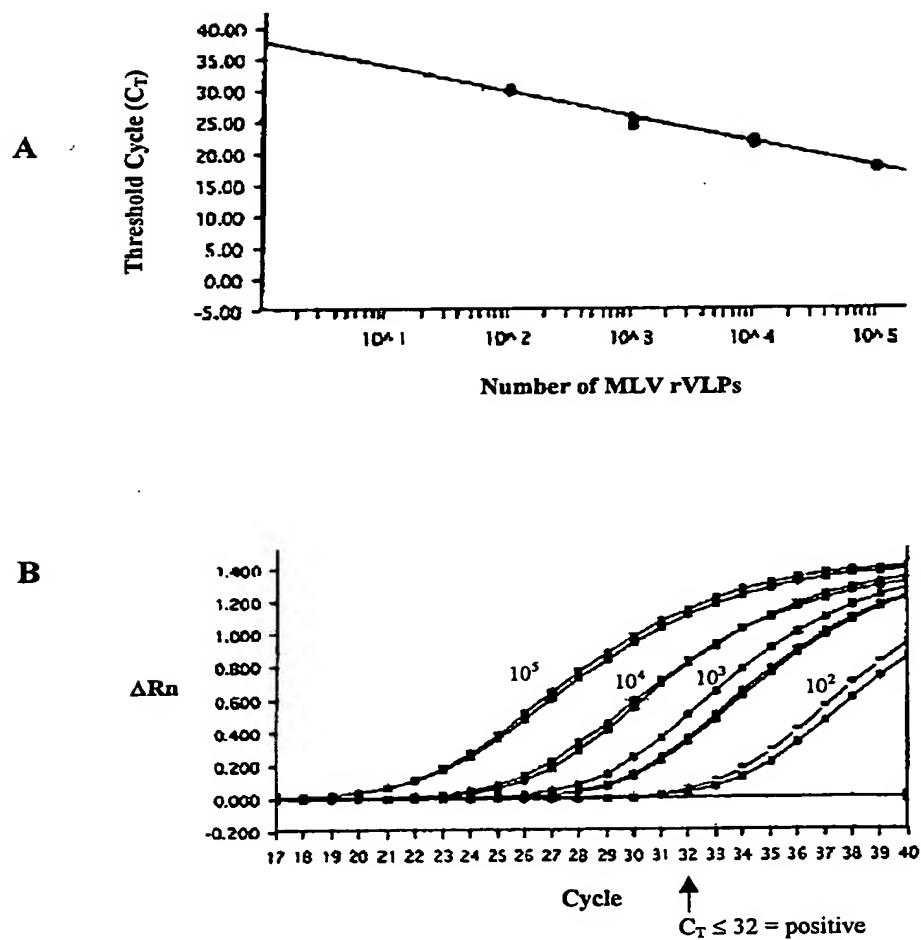 A
Threshold Cycle (C_T)
40.00
35.00
30.00
25.00
20.00
15.00
10.00
5.00
0.00
-5.00
10^1 10^2 10^3 10^4 10^5
Number of MLV rVLPs
B
ΔRn
1.400
1.200
1.000
0.800
0.600
0.400
0.200
0.000
-0.200
10⁵
10⁴
10³
10²
17 18 19 20 21 22 23 24 25 26 27 28 29 30 31 32 33 34 35 36 37 38 39 40
Cycle
C_T ≤ 32 = positive